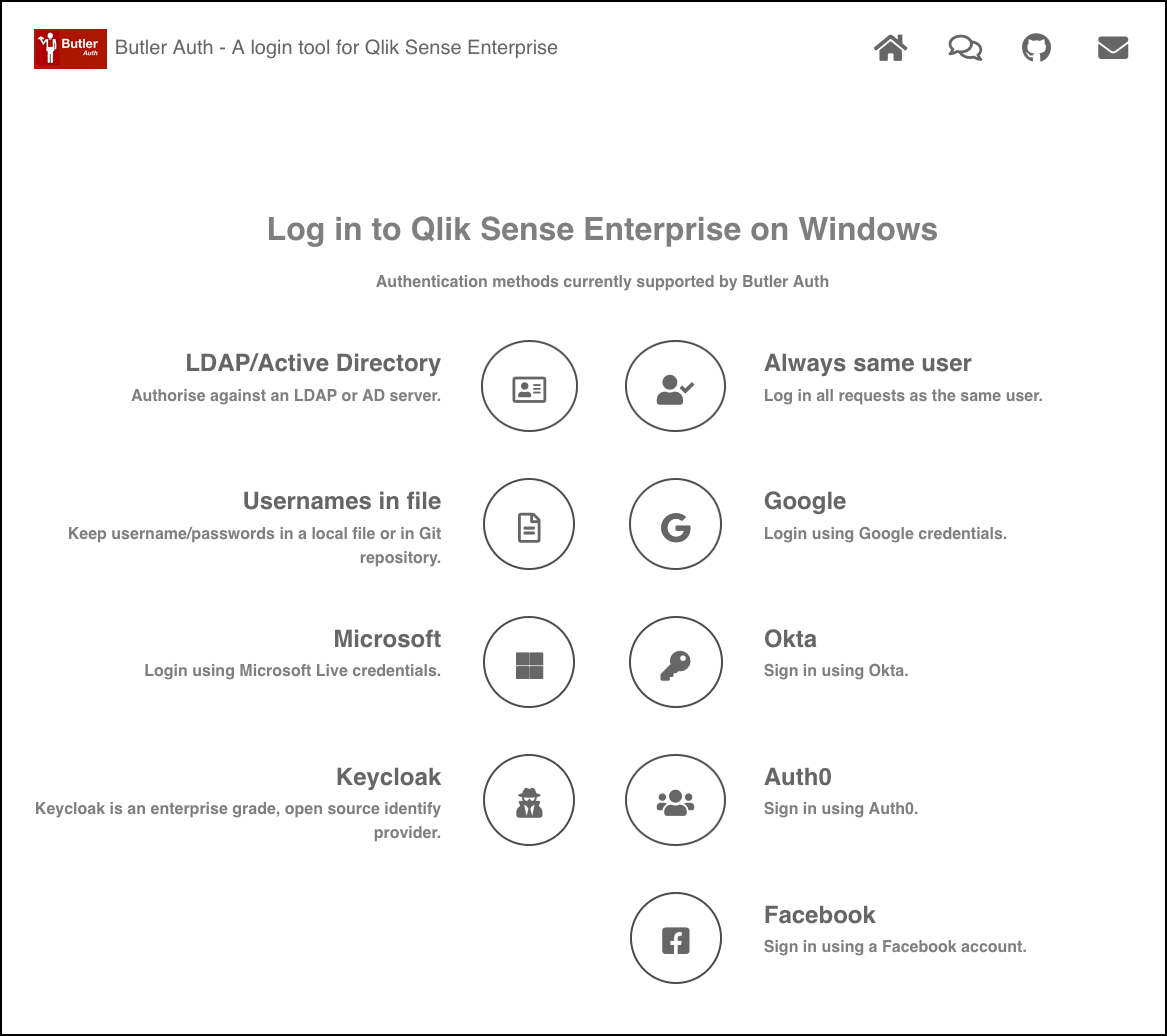 Butler
Auth
Butler Auth - A login tool for Qlik Sense Enterprise
Log in to Qlik Sense Enterprise on Windows
Authentication methods currently supported by Butler Auth
LDAP/Active Directory
Authorise against an LDAP or AD server.
Always same user
Log in all requests as the same user.
Usernames in file
Keep username/passwords in a local file or in Git
repository.
Google
Login using Google credentials.
Microsoft
Login using Microsoft Live credentials.
Okta
Sign in using Okta.
Keycloak
Keycloak is an enterprise grade, open source identify
provider.
Auth0
Sign in using Auth0.
Facebook
Sign in using a Facebook account.